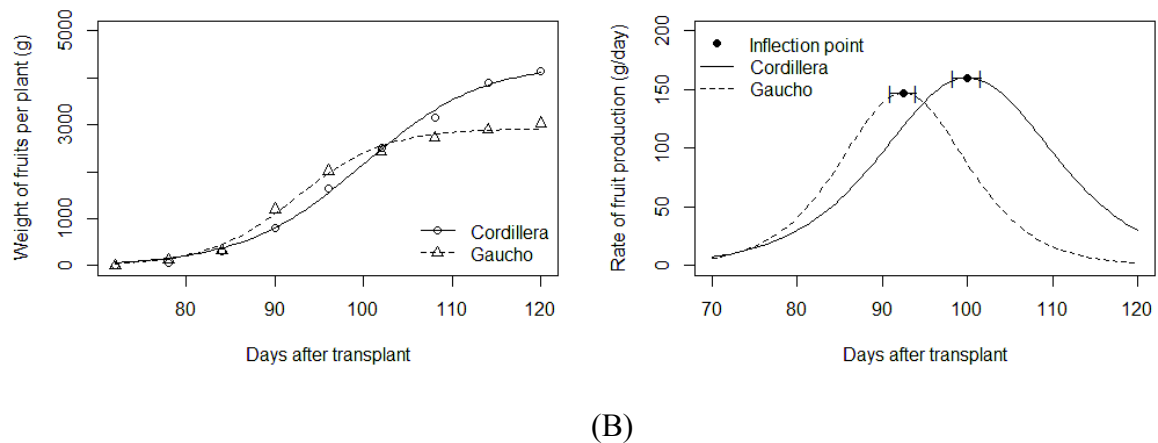 Weight of fruits per plant (g)
5000
3000
1000
0
Cordillera
Gaucho
80
90
100
110
120
Days after transplant
Rate of fruit production (g/day)
200
150
100
50
0
Inflection point
Cordillera
Gaucho
70
80
90
100
110
120
Days after transplant
(B)